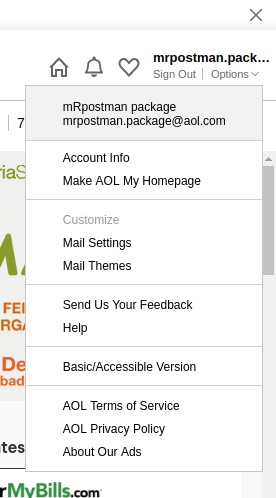 mrpostman.pack...
Sign Out | Options
7
mRpostman package
mrpostman.package@aol.com
Account Info
Make AOL My Homepage
Customize
Mail Settings
Mail Themes
Send Us Your Feedback
Help
Basic/Accessible Version
AOL Terms of Service
AOL Privacy Policy
About Our Ads
riaS
FEI
RGA
De
bad
ates
rMyBills.com